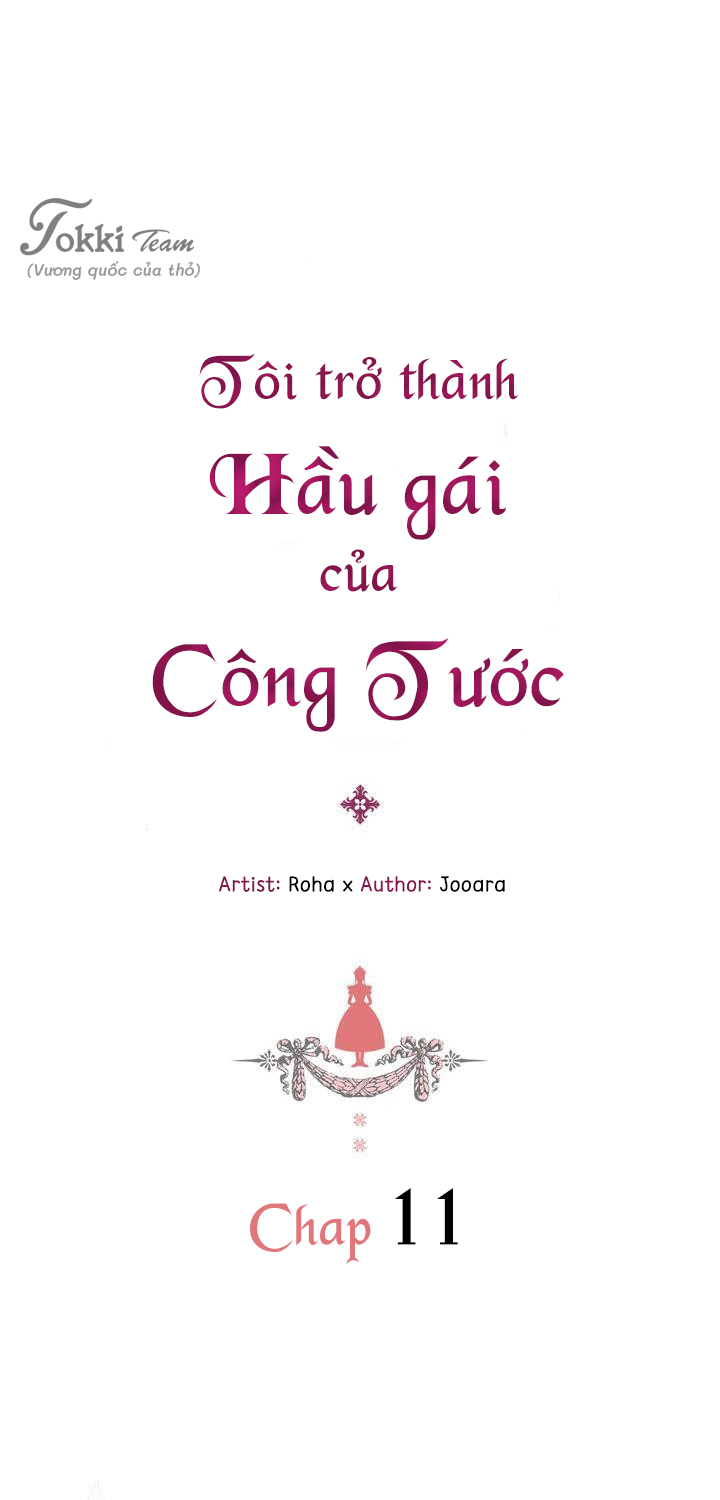 Tokki Team
(Vương quốc của thỏ)
Tôi trở thành
Hầu gái
của
Công Tước
Artist: Roha x Author: Jooara
Chap 11